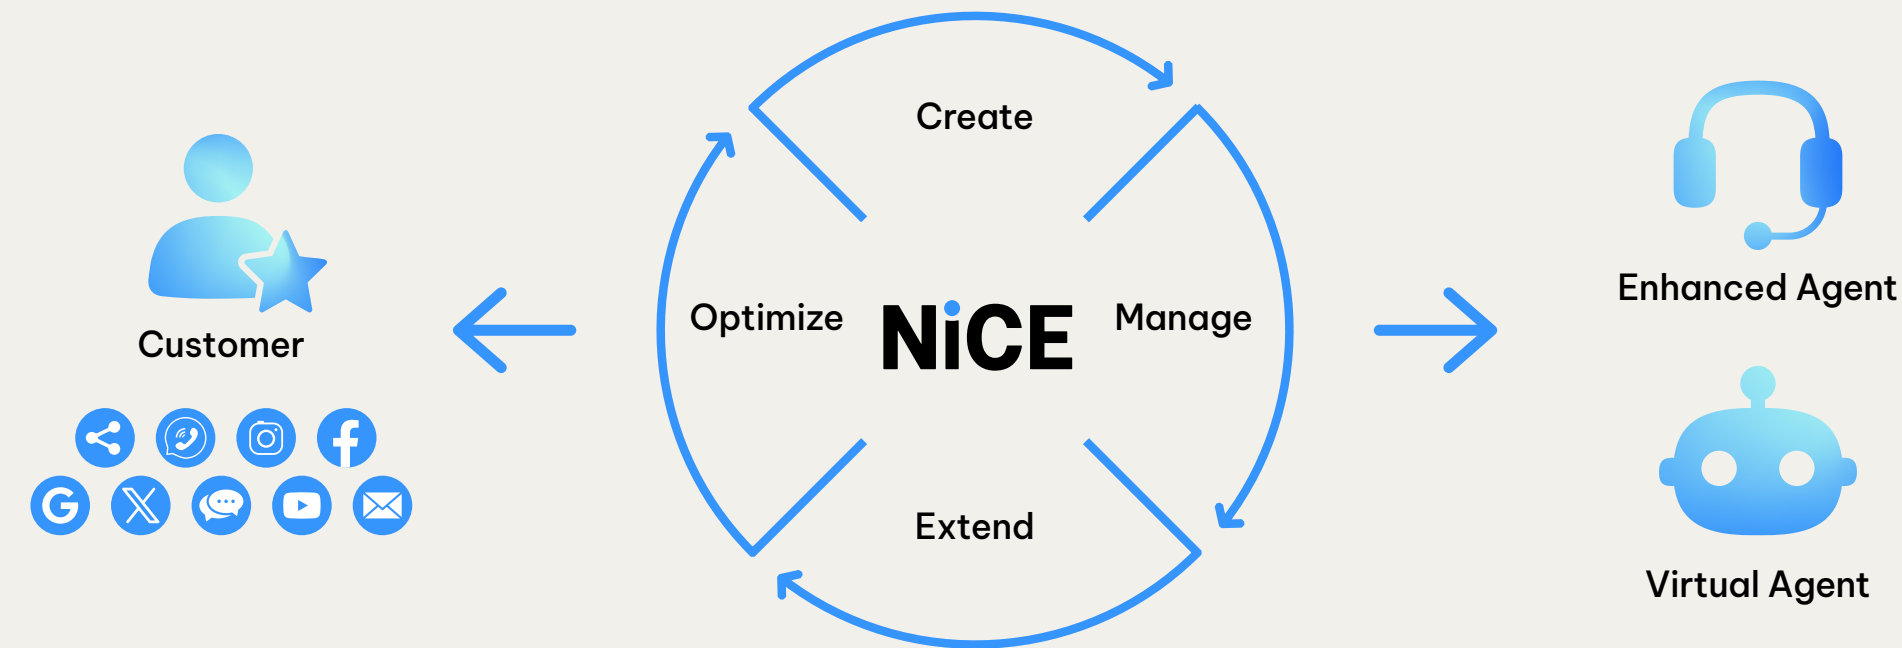 Create
Optimize
NiCE
Manage
Extend
Customer
Enhanced Agent
Virtual Agent